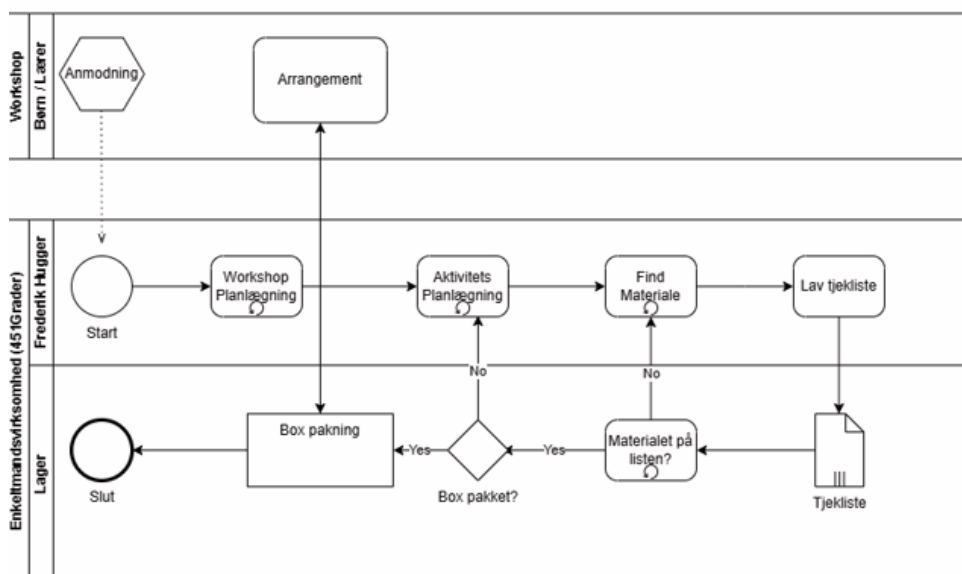 Workshop
Børn / Lærer
Anmodning
Arrangement
Enkeltmandsvirksomhed (451Grader)
Frederik Hugger
Start
Workshop
Planlægning
Aktivitets
Planlægning
Find
Materiale
Lav tjekliste
No
No
Lager
Slut
Box pakning
Yes
Box pakket?
Yes
Materialet på
listen?
Tjekliste